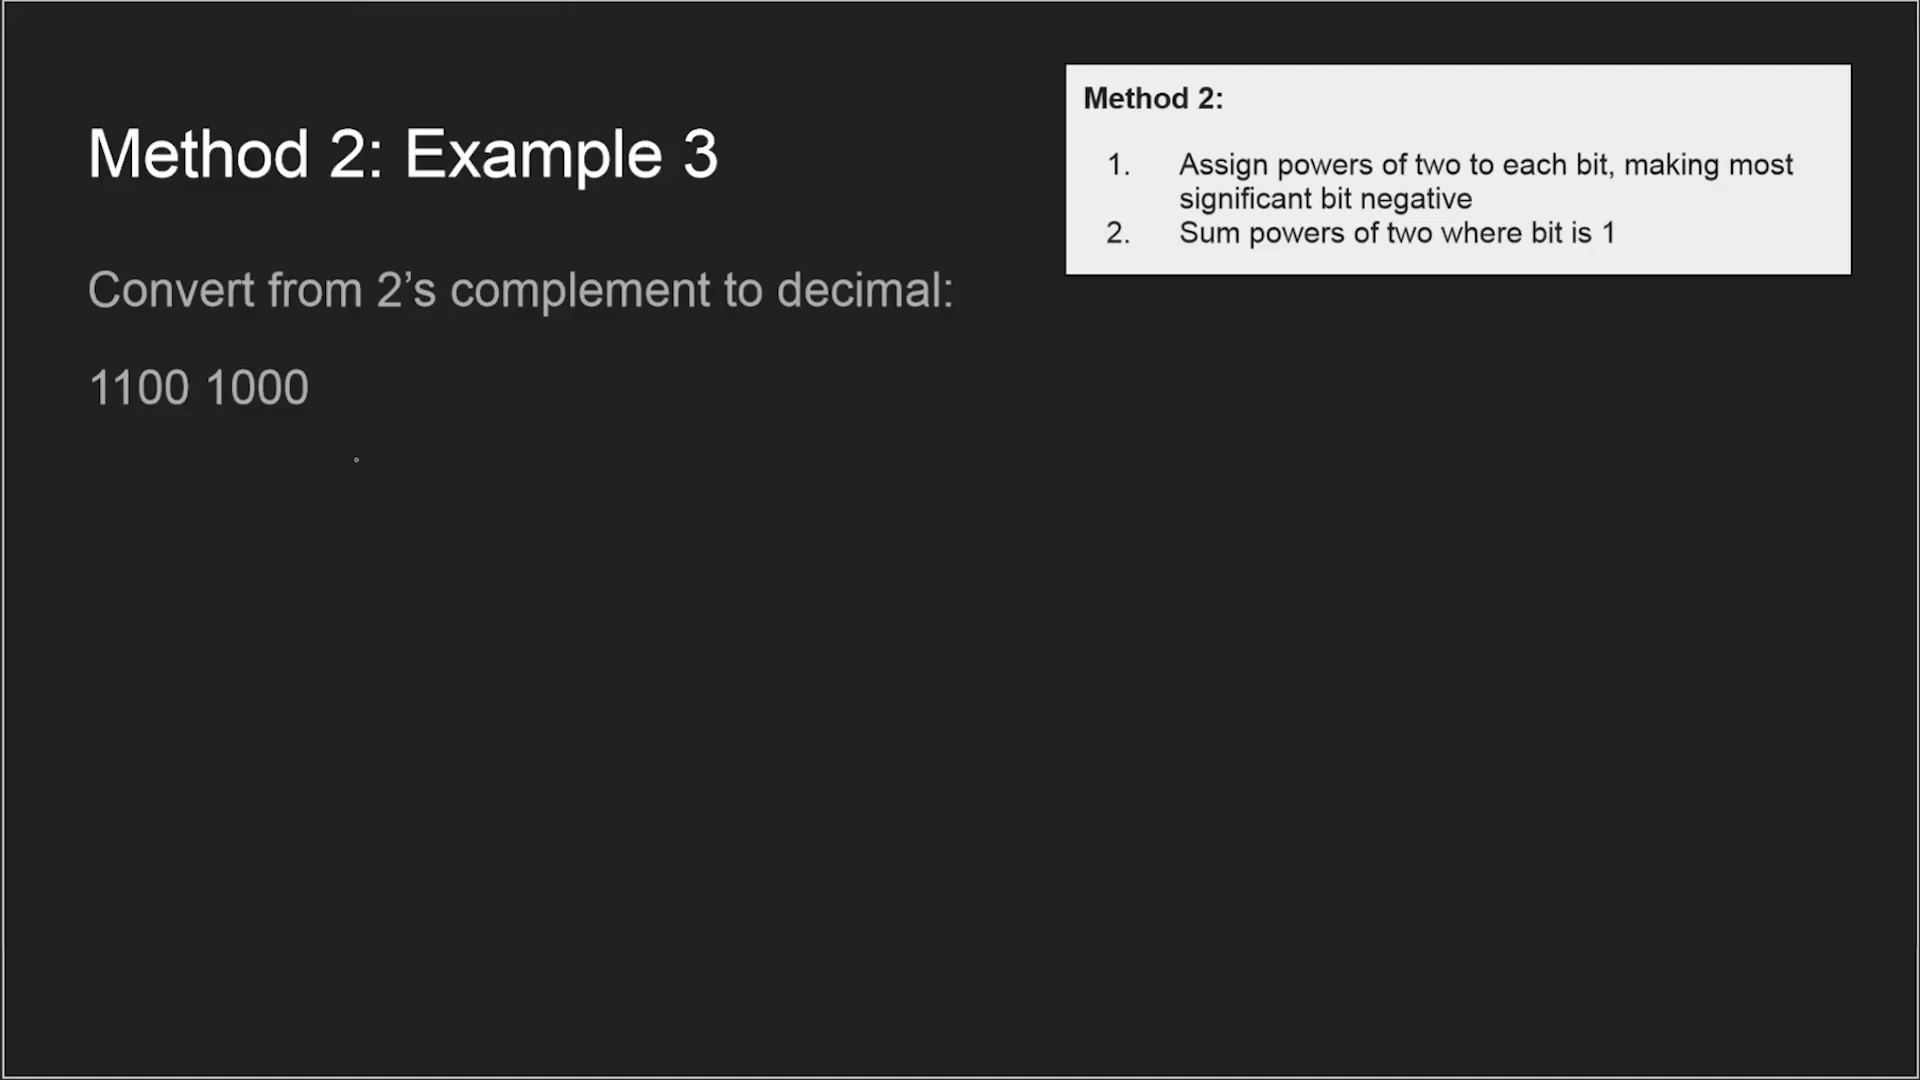 Method 2: Example 3
Convert from 2’s complement to decimal:
1100 1000
Method 2:
1. Assign powers of two to each bit, making most
significant bit negative
2. Sum powers of two where bit is 1